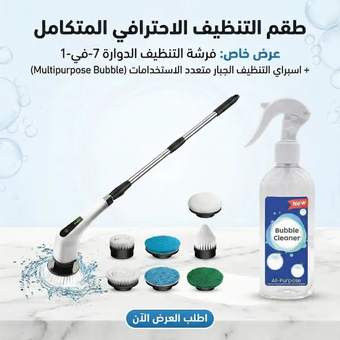 طقم التنظيف الاحترافي المتكامل
عرض خاص: فرشة التنظيف الدوارة 7-في-1
+ اسبراي التنظيف الجبار متعدد الاستخدامات (Multipurpose Bubble)
New
Bubble
Cleaner
All-Purpose
اطلب العرض الآن